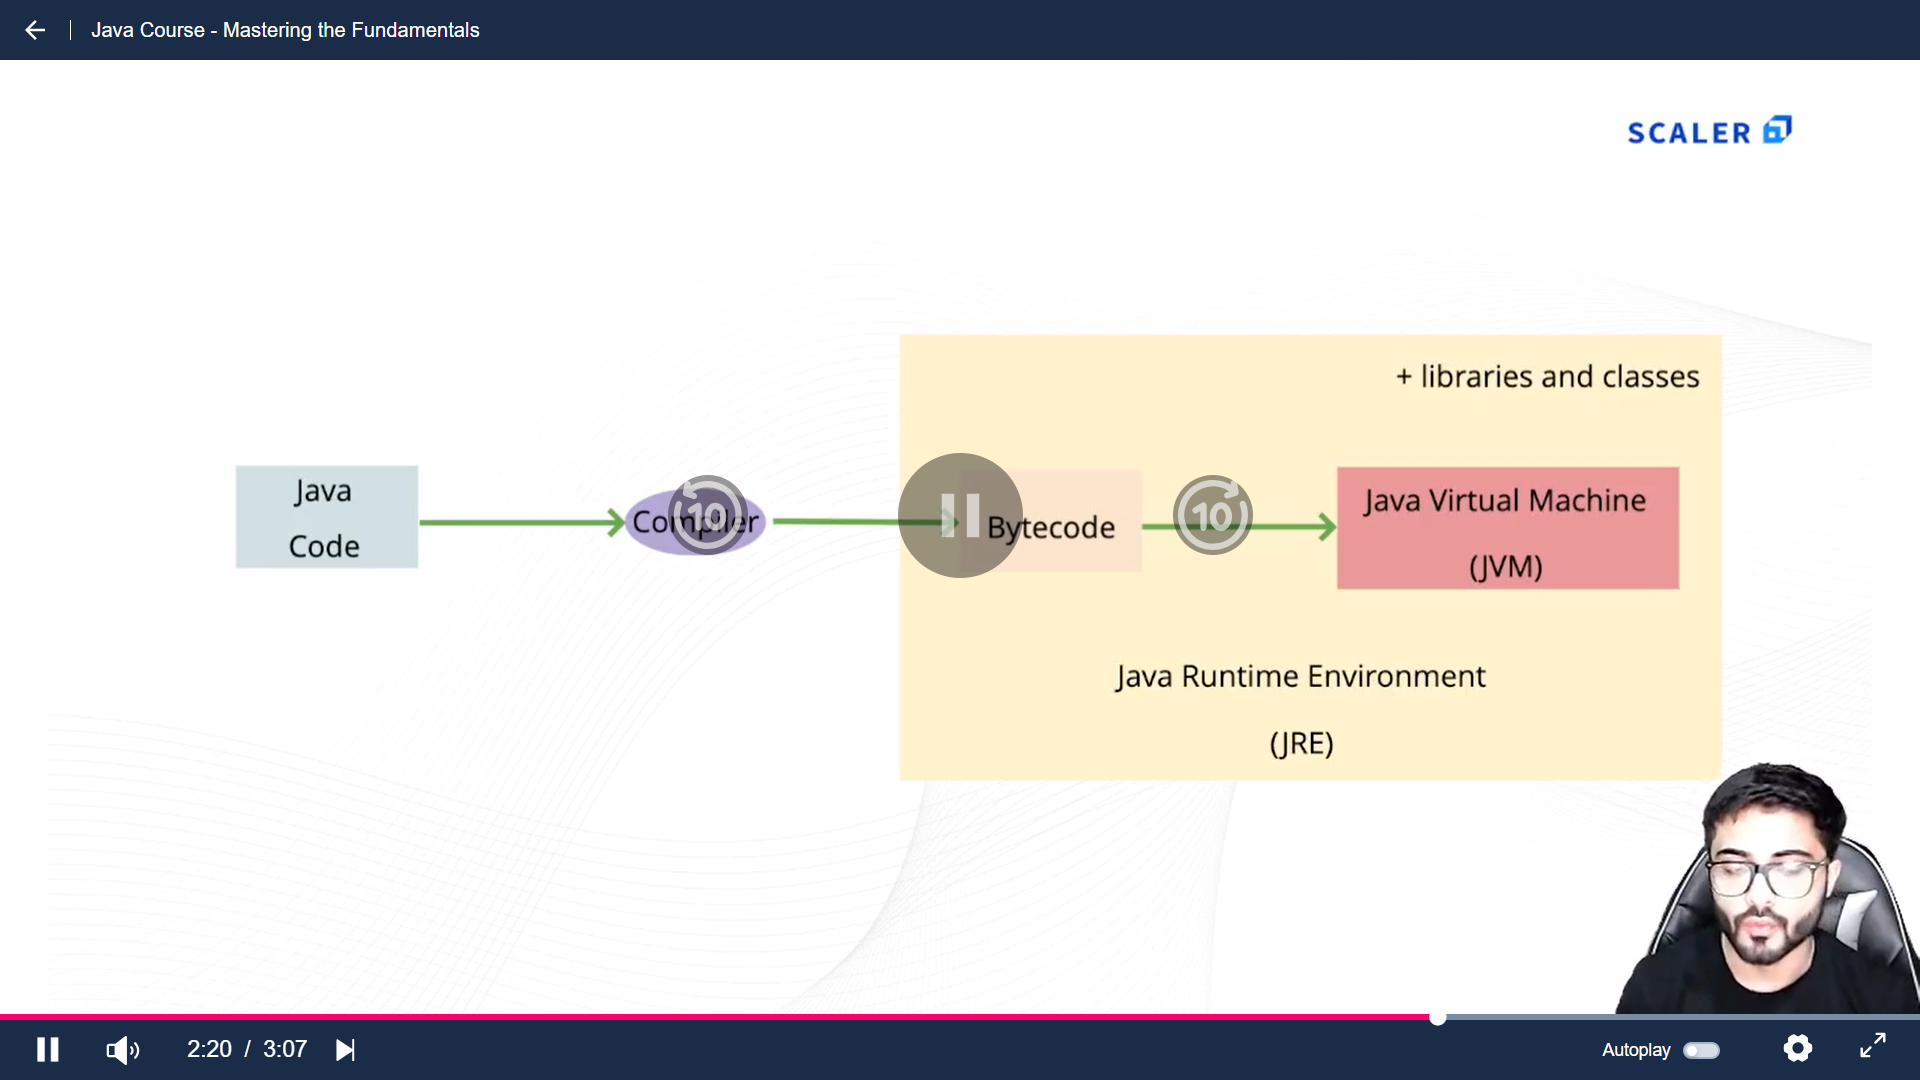 Java Course - Mastering the Fundamentals
SCALER
+ libraries and classes
Java
Code
Compiler
10
Bytecode
10
Java Virtual Machine
(JVM)
Java Runtime Environment
(JRE)
2:20 / 3:07
Autoplay